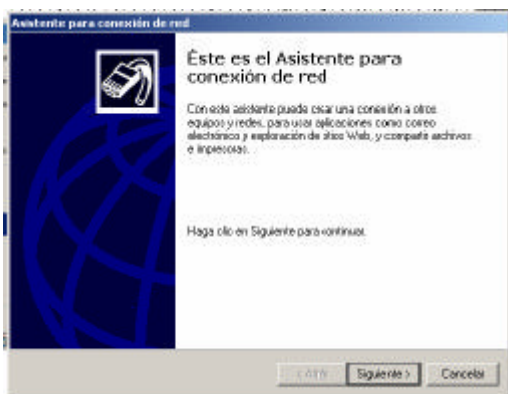 Asistente para conexión de red
Éste es el Asistente para
conexión de red
Con este asistente puede crear una conexión a otros
equipos y redes, para usar aplicaciones como correo
electrónico y exploración de sitios Web, y compartir archivos
e impresoras.
Haga clic en Siguiente para continuar.
< Atrás Siguiente > Cancelar